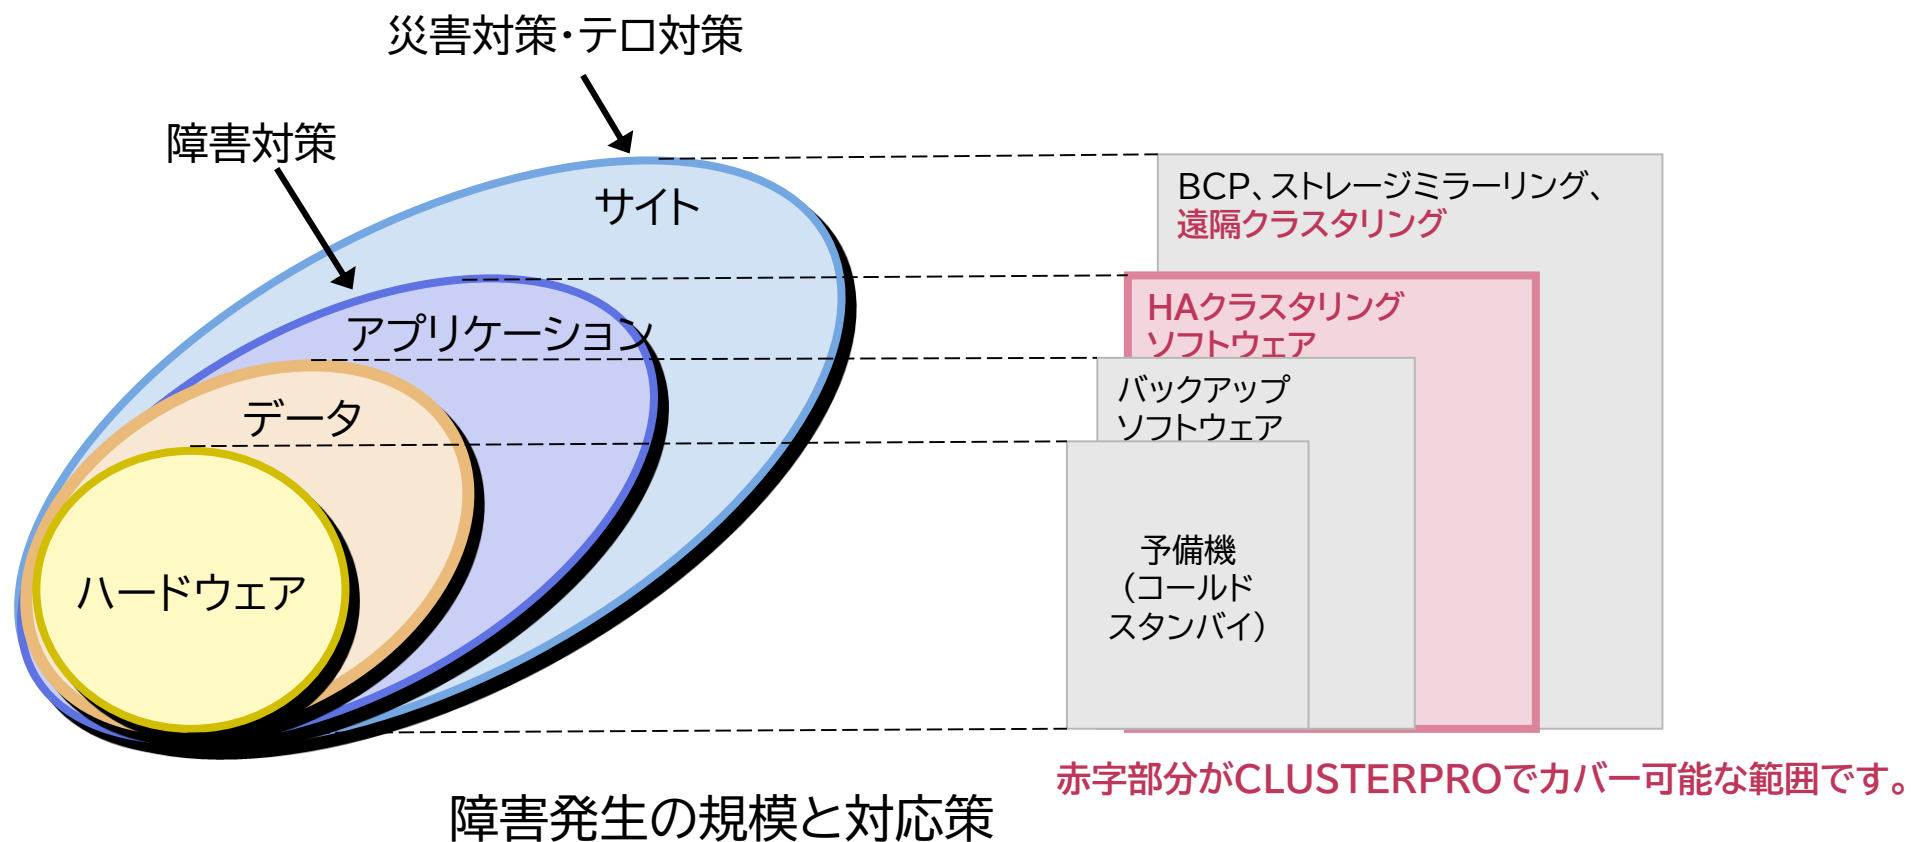 災害対策・テロ対策
障害対策
サイト
アプリケーション
データ
ハードウェア
BCP、ストレージミラーリング、
遠隔クラスタリング
HAクラスタリング
ソフトウェア
バックアップ
ソフトウェア
予備機
（コールド
スタンバイ）
赤字部分がCLUSTERPROでカバー可能な範囲です。
障害発生の規模と対応策